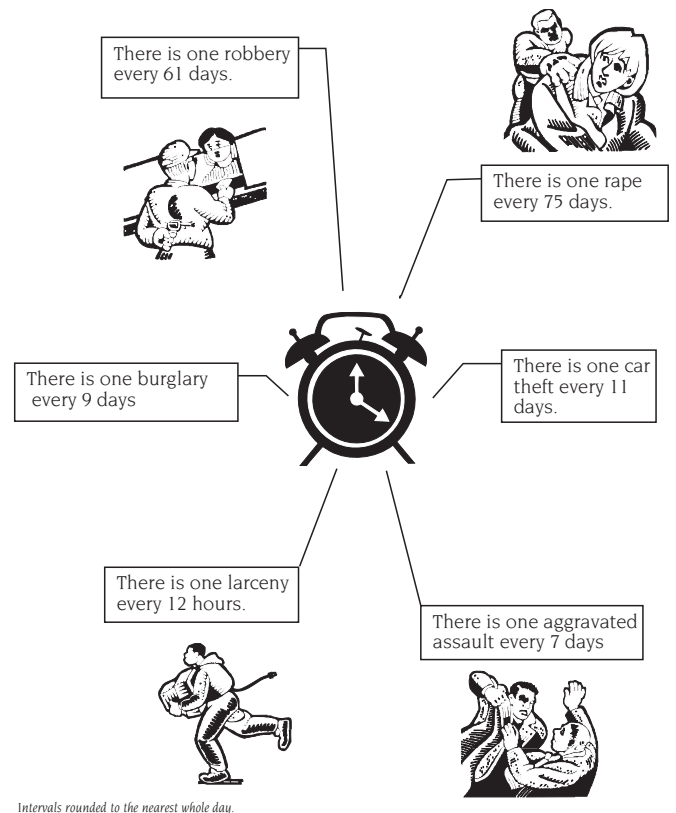 There is one robbery
every 61 days.
There is one rape
every 75 days.
There is one burglary
every 9 days
There is one car
theft every 11
days.
There is one larceny
every 12 hours.
There is one aggravated
assault every 7 days
Intervals rounded to the nearest whole day.